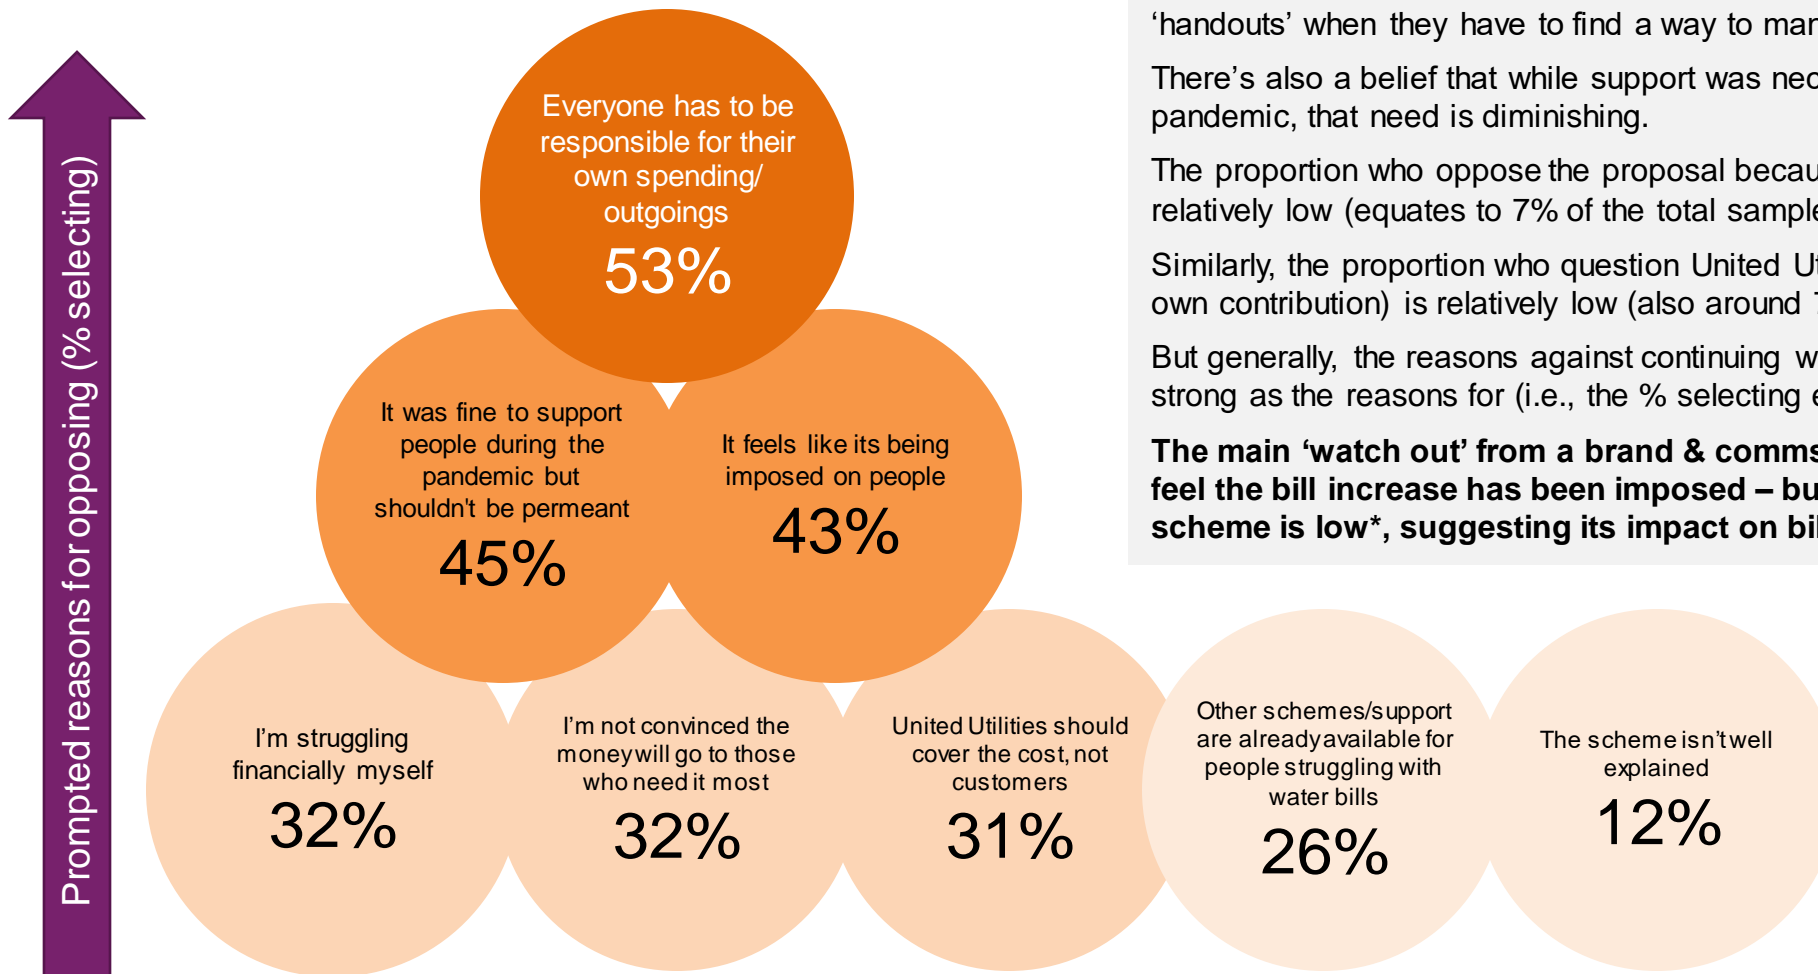 Prompted reasons for opposing (% selecting)
Everyone has to be
responsible for their
own spending/
outgoings
53%
It was fine to support
people during the
pandemic but
shouldn't be permeant
45%
It feels like its being
imposed on people
43%
I'm struggling
financially myself
32%
I'm not convinced the
money will go to those
who need it most
32%
United Utilities should
cover the cost, not
customers
31%
Other schemes/support
are already available for
people struggling with
water bills
26%
The scheme isn't well
explained
12%
‘handouts’ when they have to find a way to
There’s also a belief that while support was
pandemic, that need is diminishing.
The proportion who oppose the proposal
relatively low (equates to 7% of the total
Similarly, the proportion who question United
own contribution) is relatively low (also around
But generally, the reasons against continuing
strong as the reasons for (i.e., the % selecting
The main ‘watch out’ from a brand & comms
feel the bill increase has been imposed –
scheme is low*, suggesting its impact on